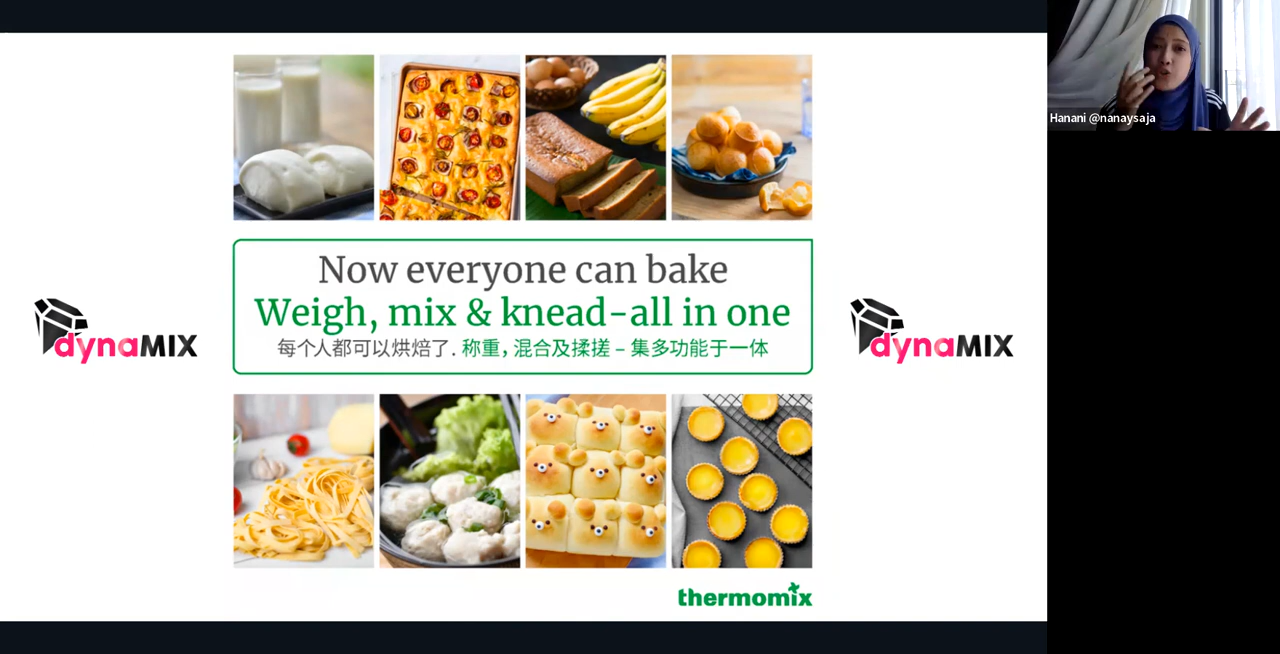 Hanani @nanaysaja
Now everyone can bake
Weigh, mix & knead-all in one
每个人都可以烘焙了. 称重, 混合及揉搓 – 集多功能于一体
dynaMIX
dynaMIX
thermomix